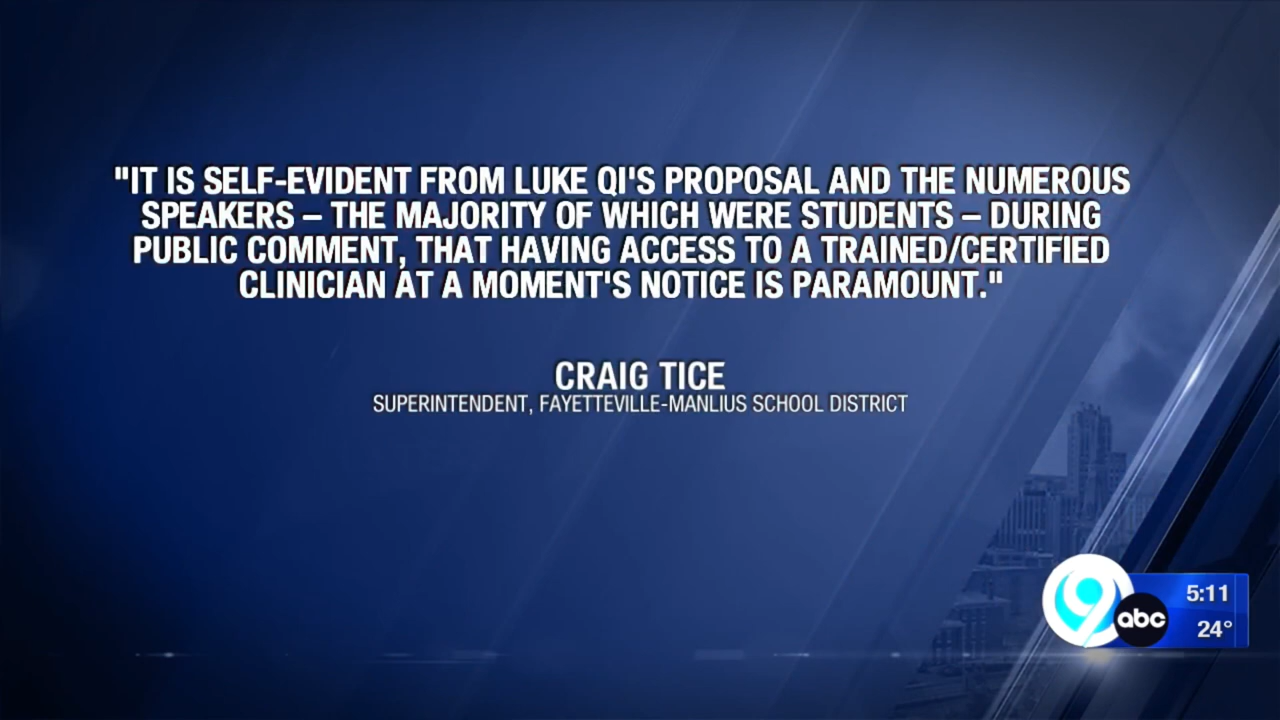 "IT IS SELF-EVIDENT FROM LUKE QI'S PROPOSAL AND THE NUMEROUS
SPEAKERS – THE MAJORITY OF WHICH WERE STUDENTS – DURING
PUBLIC COMMENT, THAT HAVING ACCESS TO A TRAINED/CERTIFIED
CLINICIAN AT A MOMENT'S NOTICE IS PARAMOUNT."
CRAIG TICE
SUPERINTENDENT, FAYETTEVILLE-MANLIUS SCHOOL DISTRICT
9
abc
5:11
24°